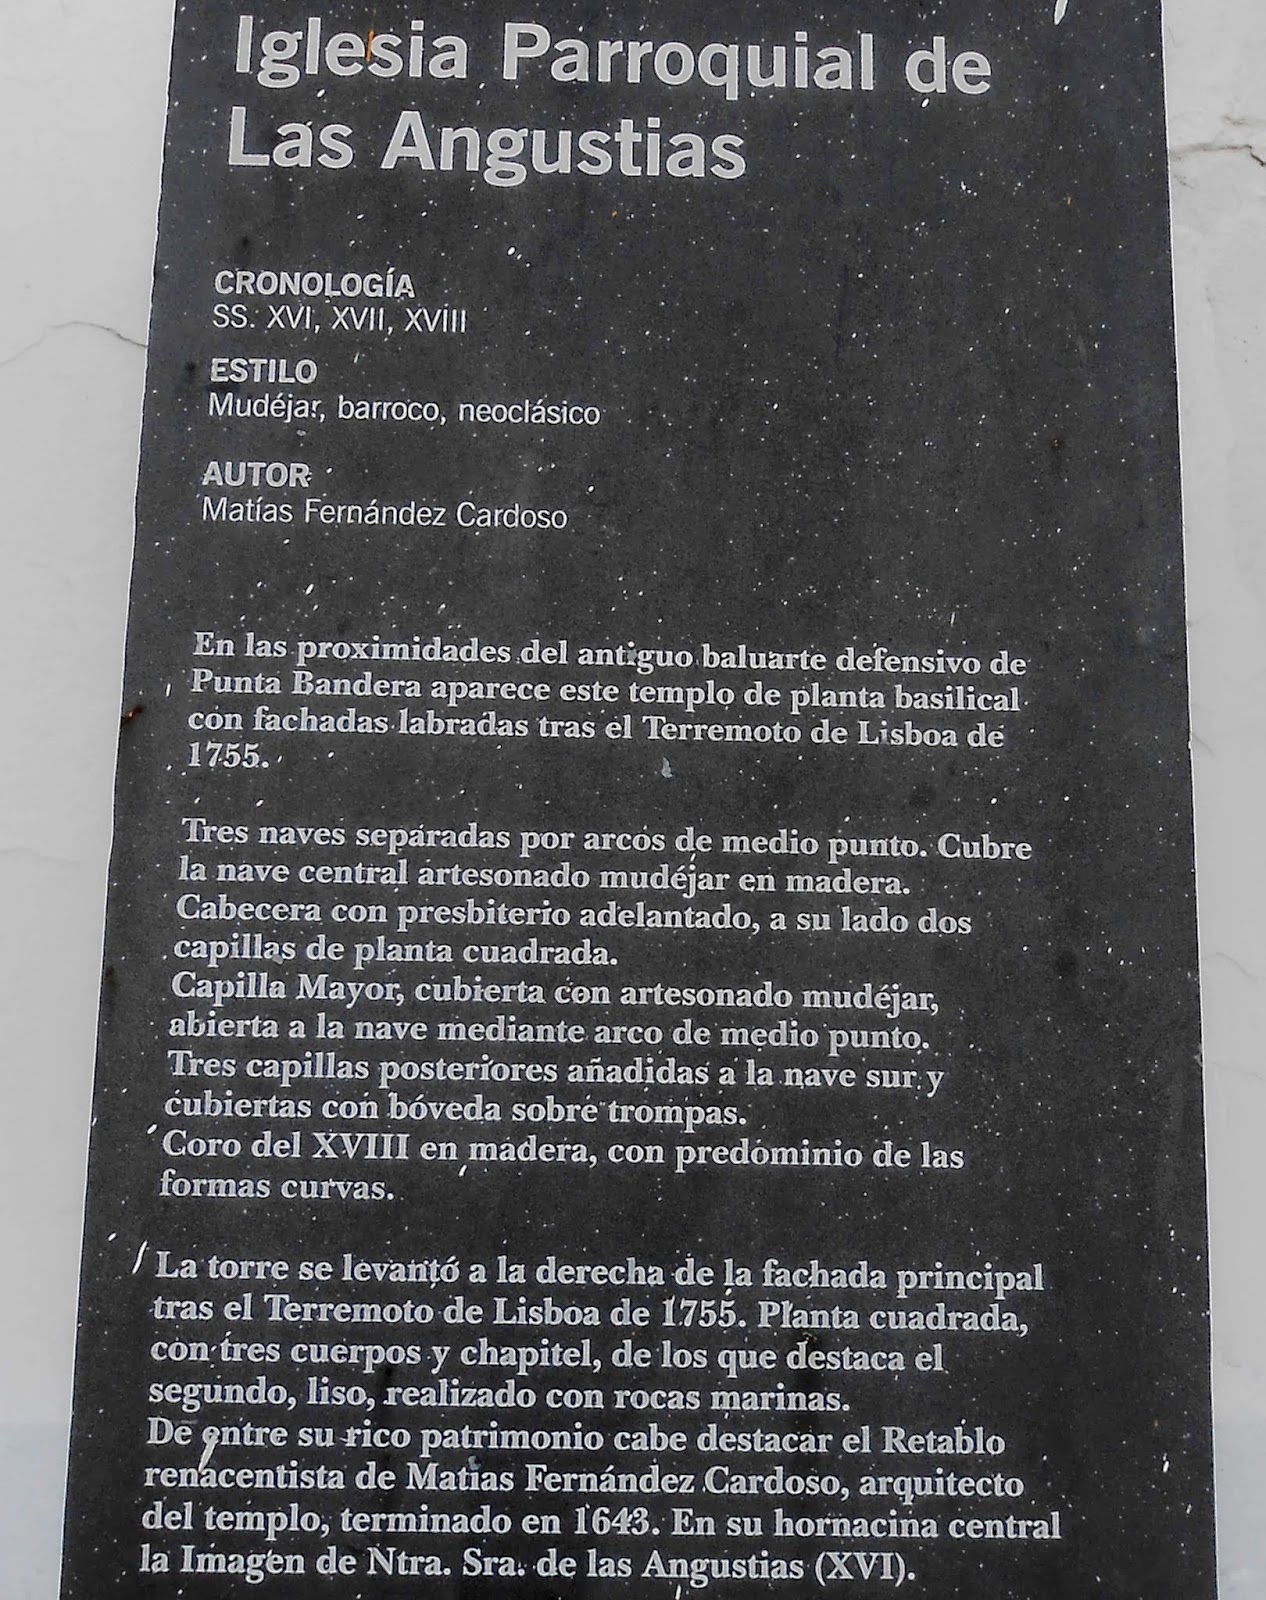 Iglesia Parroquial de
Las Angustias
CRONOLOGÍA
SS. XVI, XVII, XVIII
ESTILO
Mudéjar, barroco, neoclásico
AUTOR
Matías Fernández Cardoso
En las proximidades del antiguo baluarte defensivo de
Punta Bandera aparece este templo de planta basilical
con fachadas labradas tras el Terremoto de Lisboa de
1755.
Tres naves separadas por arcos de medio punto. Cubre
la nave central artesonado mudéjar en madera.
Cabecera con presbiterio adelantado, a su lado dos
capillas de planta cuadrada.
Capilla Mayor, cubierta con artesonado mudéjar,
abierta a la nave mediante arco de medio punto.
Tres capillas posteriores añadidas a la nave sur y
cubiertas con bóveda sobre trompas.
Coro del XVIII en madera, con predominio de las
formas curvas.
La torre se levantó a la derecha de la fachada principal
tras el Terremoto de Lisboa de 1755. Planta cuadrada,
con tres cuerpos y chapitel, de los que destaca el
segundo, liso, realizado con rocas marinas.
De entre su rico patrimonio cabe destacar el Retablo
renacentista de Matias Fernández Cardoso, arquitecto
del templo, terminado en 1643. En su hornacina central
la Imagen de Ntra. Sra. de las Angustias (XVI).